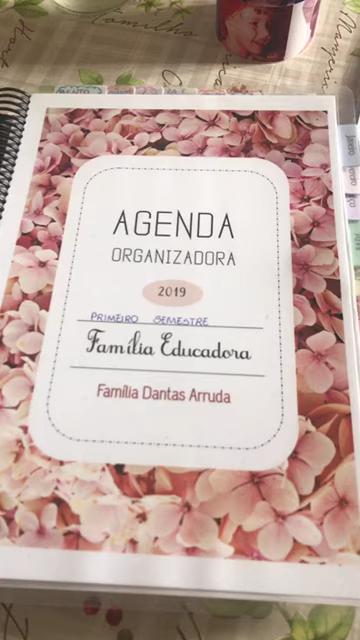 AGENDA
ORGANIZADORA
2019
PRIMEIRO SEMESTRE
Família Educadora
Família Dantas Arruda